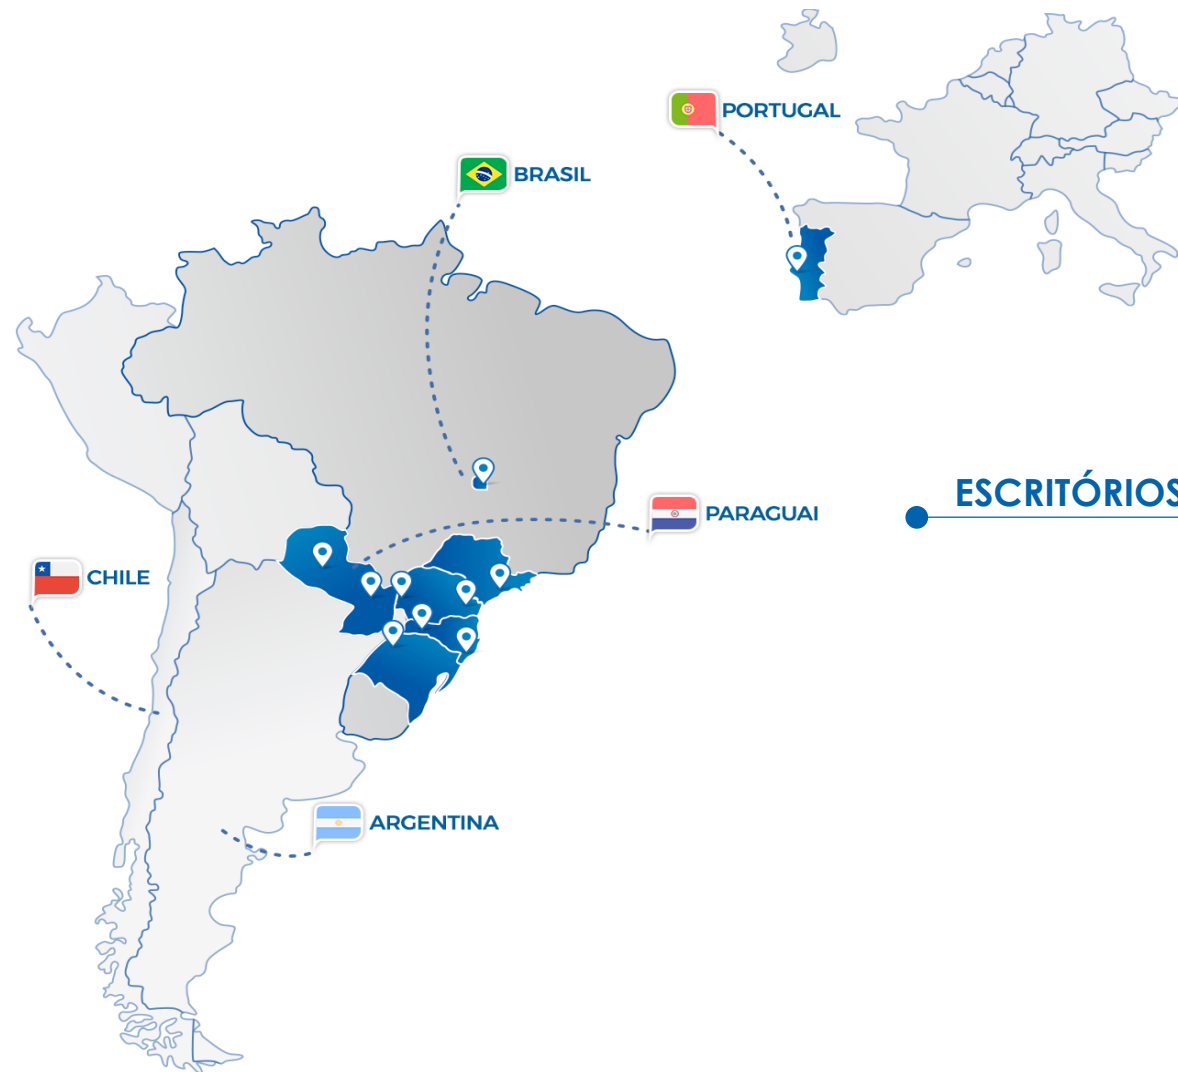 PORTUGAL
BRASIL
ESCRITÓRIOS
PARAGUAI
CHILE
ARGENTINA